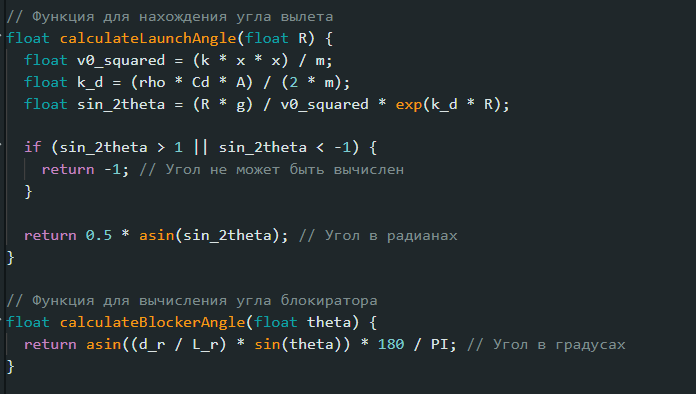 // Функция для нахождения угла вылета
float calculateLaunchAngle(float R) {
  float v0_squared = (k * x * x) / m;
  float k_d = (rho * Cd * A) / (2 * m);
  float sin_2theta = (R * g) / v0_squared * exp(k_d * R);
  if (sin_2theta > 1 || sin_2theta < -1) {
    return -1; // Угол не может быть вычислен
  }
  return 0.5 * asin(sin_2theta); // Угол в радианах
}
// Функция для вычисления угла блокиратора
float calculateBlockerAngle(float theta) {
  return asin((d_r / L_r) * sin(theta)) * 180 / PI; // Угол в градусах
}